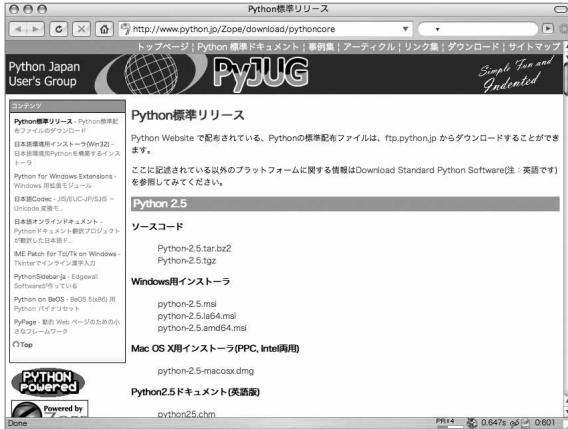 Python標準リリース
http://www.python.jp/Zope/download/pythoncore
トップページ ¦ Python 標準ドキュメント ¦ 事例集 ¦ アーティクル ¦ リンク集 ¦ ダウンロード ¦ サイトマップ
Python Japan
User's Group
PyJUG
Simple Fun and
Indented
コンテンツ
Python標準リリース - Python標準配
布ファイルのダウンロード
日本語環境用インストーラ(Win32) -
日本語環境用Pythonを構築するインス
トーラ
Python for Windows Extensions -
Windows 用拡張モジュール
日本語Codec - JIS/EUC-JP/SJIS －
Unicode 変換モ...
日本語オンラインドキュメント -
Pythonドキュメント翻訳プロジェクト
が翻訳した日本語ド...
IME Patch for Tcl/Tk on Windows -
Tkinterでインライン漢字入力
PythonSidebar-ja - Edgewall
Softwareが作っている
Python on BeOS - BeOS 5(x86) 用
Python バイナリセット
PyPage - 動的 Web ページのための小
さなフレームワーク
Top
PYTHON
POWERED
Powered by
Python標準リリース
Python Website で配布されている、Pythonの標準配布ファイルは、ftp.python.jp からダウンロードすることができ
ます。
ここに記述されている以外のプラットフォームに関する情報はDownload Standard Python Software(注：英語です)
を参照してみてください。
Python 2.5
ソースコード
Python-2.5.tar.bz2
Python-2.5.tgz
Windows用インストーラ
python-2.5.msi
python-2.5.ia64.msi
python-2.5.amd64.msi
Mac OS X用インストーラ(PPC, Intel両用)
python-2.5-macosx.dmg
Python2.5ドキュメント(英語版)
python25.chm
Done
PR:4
0.647s
0:601